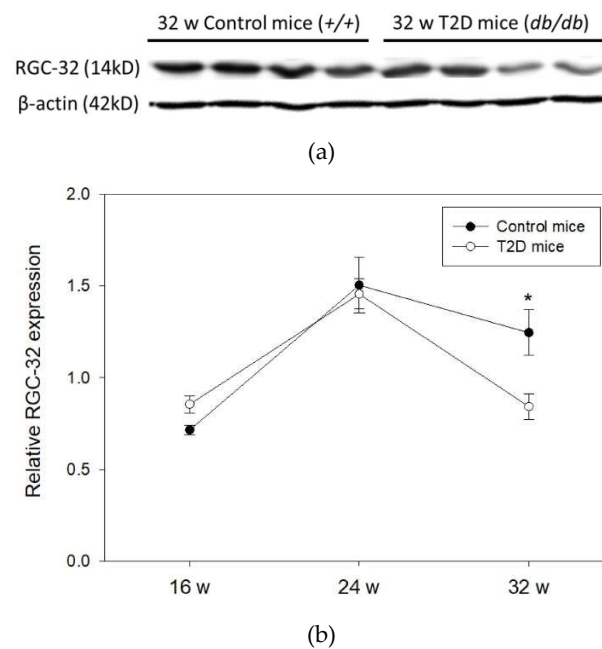 32 w Control mice (+/+) 32 w T2D mice (db/db)
RGC-32 (14kD)
β-actin (42kD)
(a)
2.0
Control mice
T2D mice
1.5
*
Relative RGC-32 expression
1.0
0.5
0.0
16 w 24 w 32 w
(b)